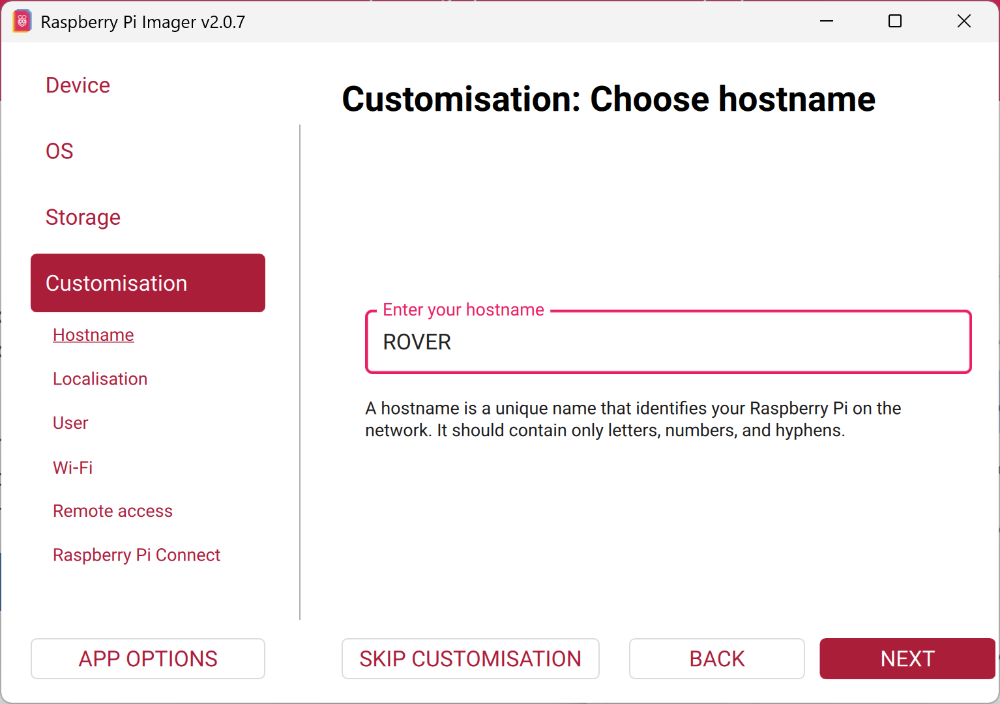 Raspberry Pi Imager v2.0.7
Device
OS
Storage
Customisation
Hostname
Localisation
User
Wi-Fi
Remote access
Raspberry Pi Connect
APP OPTIONS
Customisation: Choose hostname
Enter your hostname
ROVER
A hostname is a unique name that identifies your Raspberry Pi on the
network. It should contain only letters, numbers, and hyphens.
SKIP CUSTOMISATION
BACK
NEXT